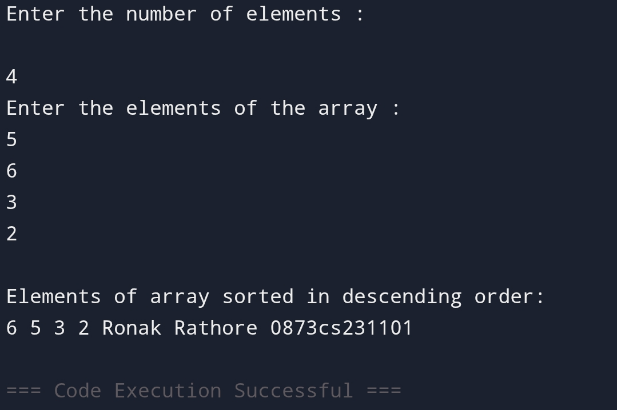 Enter the number of elements :
4
Enter the elements of the array :
5
6
3
2
Elements of array sorted in descending order:
6 5 3 2 Ronak Rathore 0873cs231101
=== Code Execution Successful ===